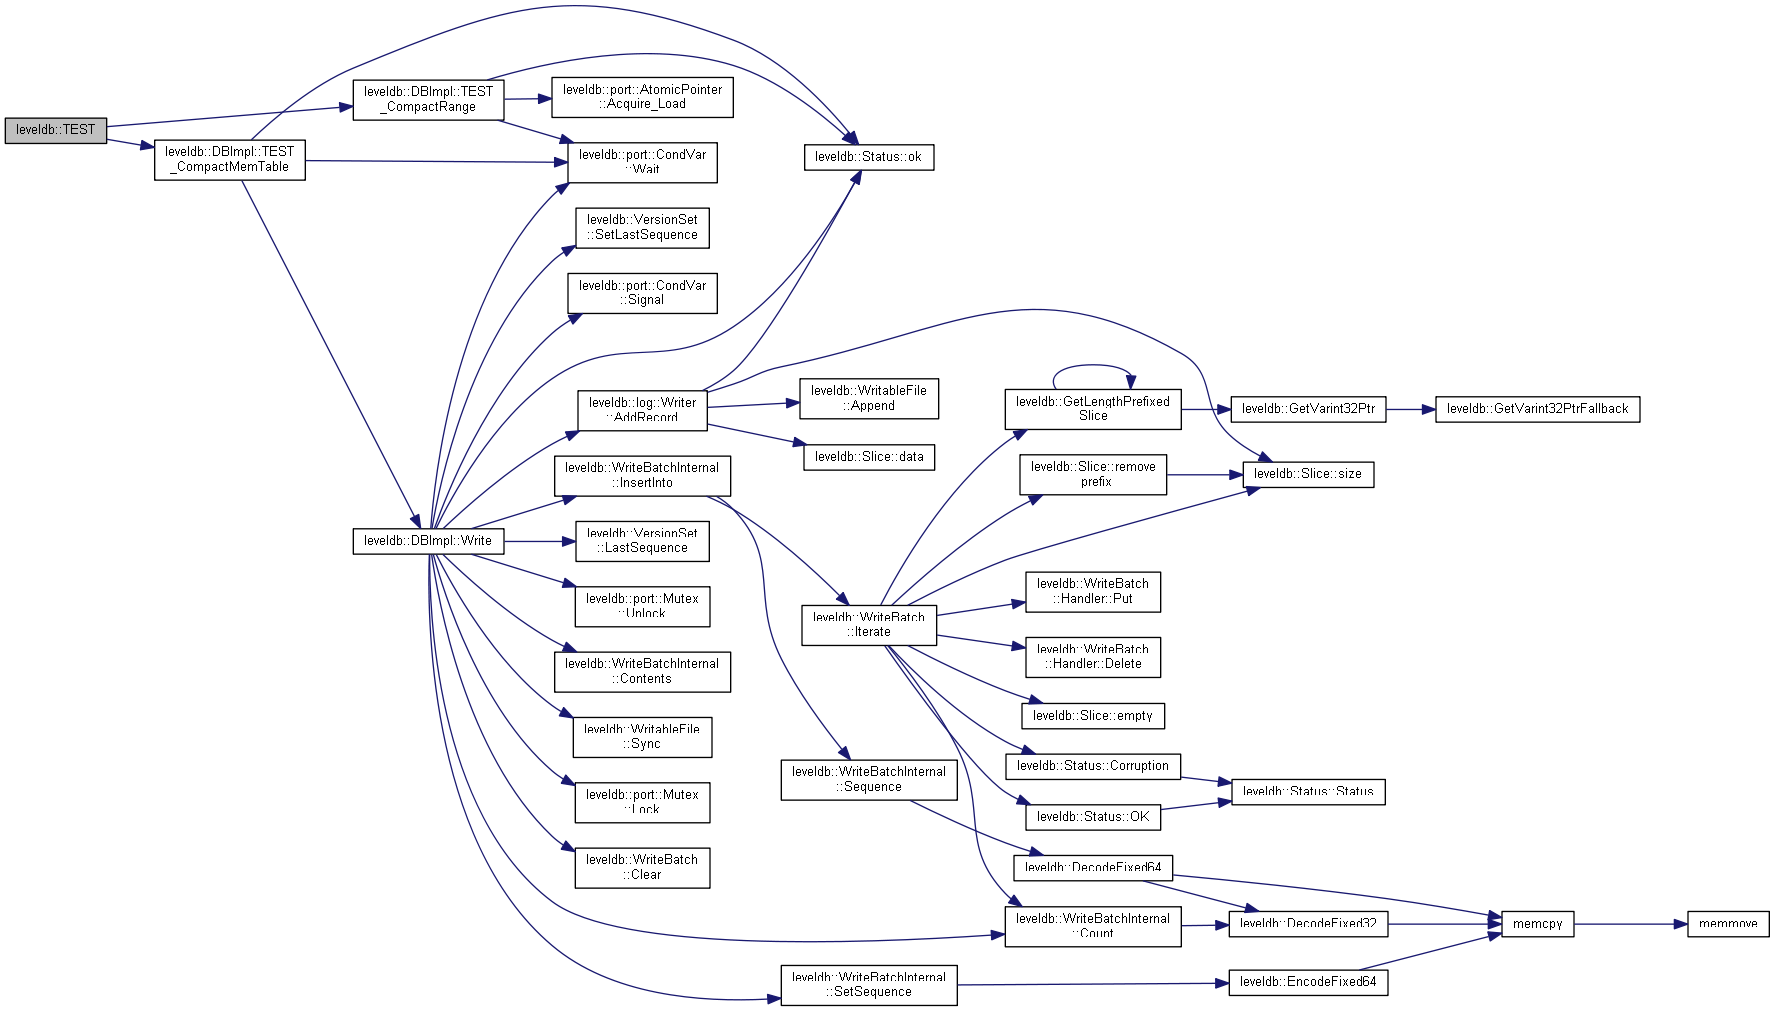 leveldb::TEST
leveldb::DBImpl::TEST
_CompactMemTable
leveldb::DBImpl::TEST
_CompactRange
leveldb::DBImpl::Write
leveldb::port::AtomicPointer
::Acquire_Load
leveldb::port::CondVar
::Wait
leveldb::VersionSet
::SetLastSequence
leveldb::port::CondVar
::Signal
leveldb::log::Writer
::AddRecord
leveldb::WriteBatchInternal
::InsertInto
leveldb::VersionSet
::LastSequence
leveldb::port::Mutex
::Unlock
leveldb::WriteBatchInternal
::Contents
leveldb::WritableFile
::Sync
leveldb::port::Mutex
::Lock
leveldb::WriteBatch
::Clear
leveldb::Status::ok
leveldb::WritableFile
::Append
leveldb::Slice::data
leveldb::WriteBatch
::Iterate
leveldb::WriteBatchInternal
::Sequence
leveldb::WriteBatchInternal
::SetSequence
leveldb::GetLengthPrefixed
Slice
leveldb::Slice::remove
_prefix
leveldb::WriteBatch
::Handler::Put
leveldb::WriteBatch
::Handler::Delete
leveldb::Slice::empty
leveldb::Status::Corruption
leveldb::Status::OK
leveldb::DecodeFixed64
leveldb::WriteBatchInternal
::Count
leveldb::GetVarint32Ptr
leveldb::Slice::size
leveldb::Status::Status
leveldb::DecodeFixed32
leveldb::EncodeFixed64
leveldb::GetVarint32PtrFallback
memcpy
memmove